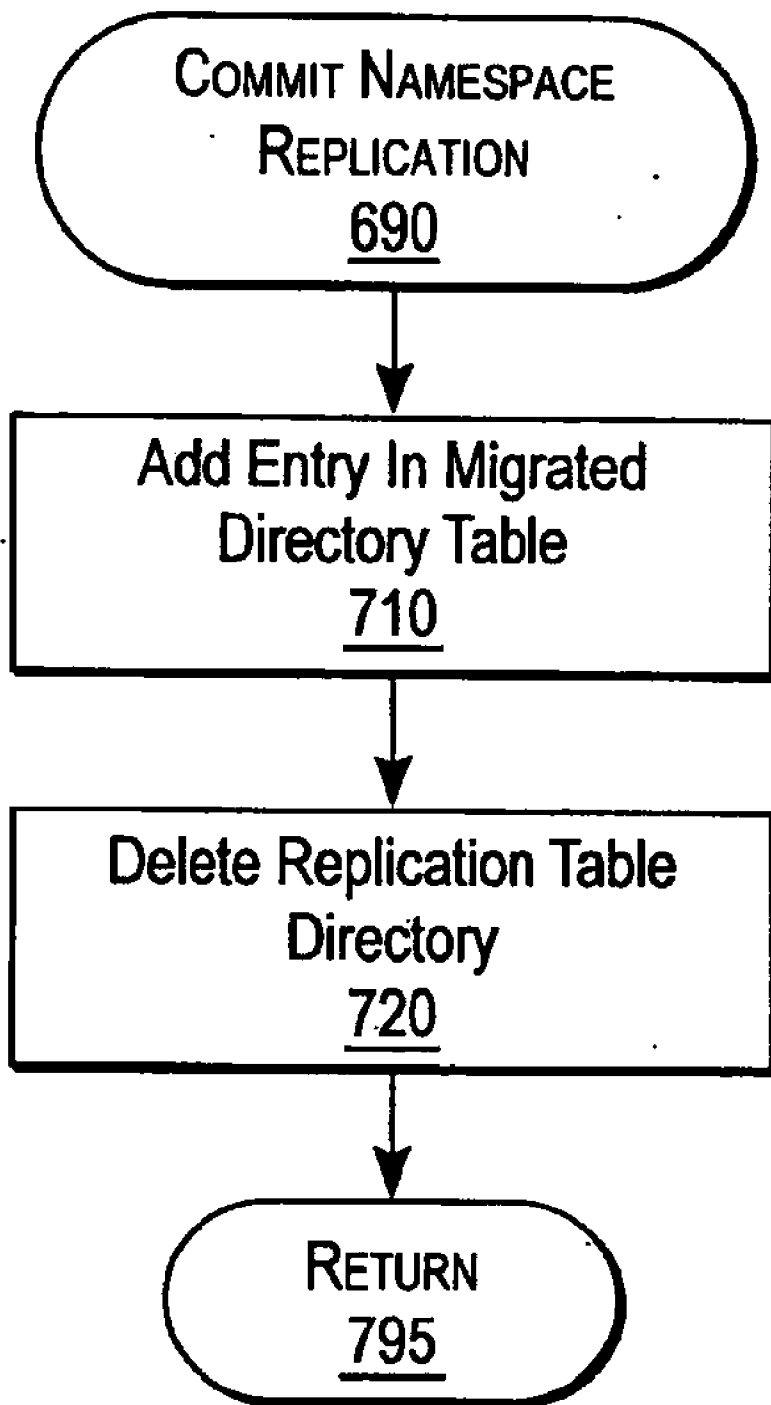 COMMIT NAMESPACE
REPLICATION
690
Add Entry In Migrated
Directory Table
710
Delete Replication Table
Directory
720
RETURN
795